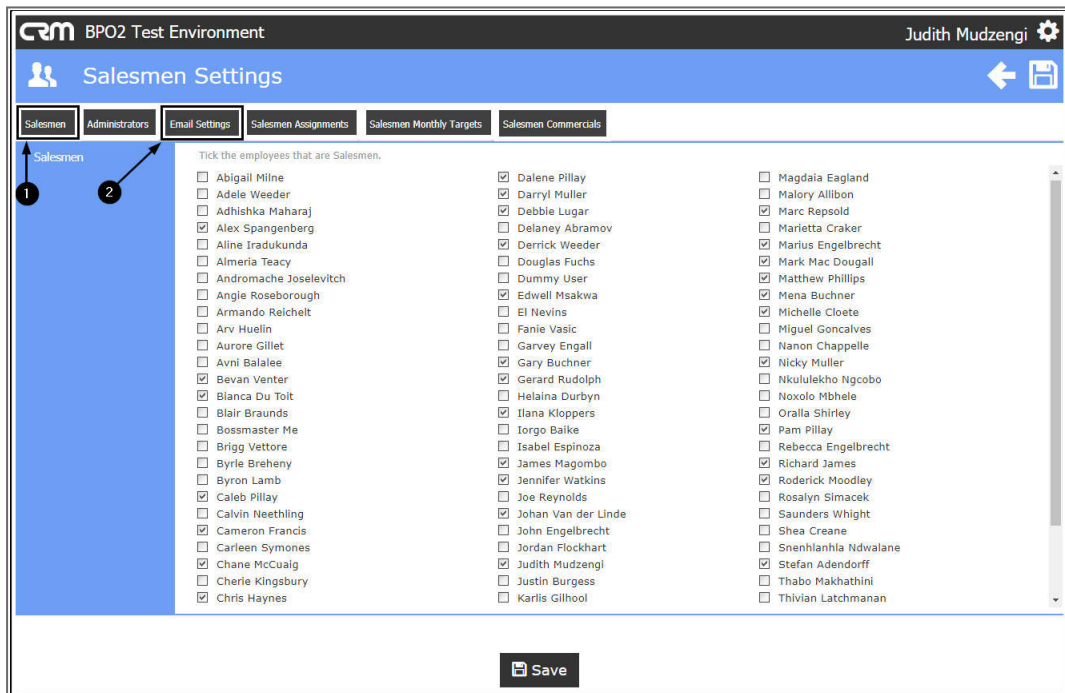 CRM BPO2 Test Environment
Judith Mudzengi
Salesmen Settings
Salesmen Administrators Email Settings Salesmen Assignments Salesmen Monthly Targets Salesmen Commercials
Salesmen
1
2
Tick the employees that are Salesmen.
Abigail Milne
Adele Weeder
Adhishka Maharaj
Alex Spangenberg
Aline Iradukunda
Almeria Teacy
Andromache Joselevitch
Angie Roseborough
Armando Reichelt
Arv Huelin
Aurore Gillet
Avni Balalee
Bevan Venter
Bianca Du Toit
Blair Braunds
Bossmaster Me
Brigg Vettore
Byrle Breheny
Byron Lamb
Caleb Pillay
Calvin Neethling
Cameron Francis
Carleen Symones
Chane McCuaig
Cherie Kingsbury
Chris Haynes
Dalene Pillay
Darryl Muller
Debbie Lugar
Delaney Abramov
Derrick Weeder
Douglas Fuchs
Dummy User
Edwell Msakwa
El Nevins
Fanie Vasic
Garvey Engall
Gary Buchner
Gerard Rudolph
Helaina Durbyn
Ilana Kloppers
Iorgo Baike
Isabel Espinoza
James Magombo
Jennifer Watkins
Joe Reynolds
Johan Van der Linde
John Engelbrecht
Jordan Flockhart
Judith Mudzengi
Justin Burgess
Karlis Gilhool
Magdaia Eagland
Malory Allibon
Marc Repsold
Marietta Craker
Marius Engelbrecht
Mark Mac Dougall
Matthew Phillips
Mena Buchner
Michelle Cloete
Miguel Goncalves
Nanon Chappelle
Nicky Muller
Nkululekho Ngcobo
Noxolo Mbhele
Oralla Shirley
Pam Pillay
Rebecca Engelbrecht
Richard James
Roderick Moodley
Rosalyn Simacek
Saunders Whight
Shea Creane
Snenhlanhla Ndwalane
Stefan Adendorff
Thabo Makhathini
Thivian Latchmanan
Save